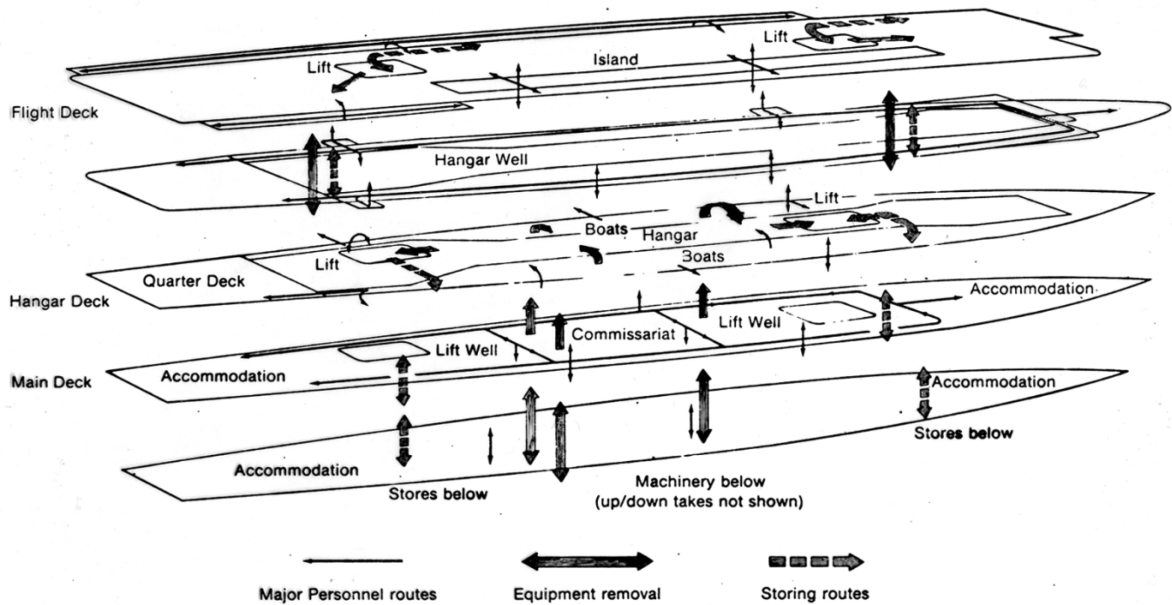 Lift
Island
Lift
Flight Deck
Hangar Well
Lift
Boats
Hangar
Boats
Lift
Quarter Deck
Hangar Deck
Accommodation
Commissariat
Lift Well
Lift Well
Accommodation
Main Deck
Accommodation
Stores below
Accommodation
Stores below
Machinery below
(up/down takes not shown)
Major Personnel routes
Equipment removal
Storing routes